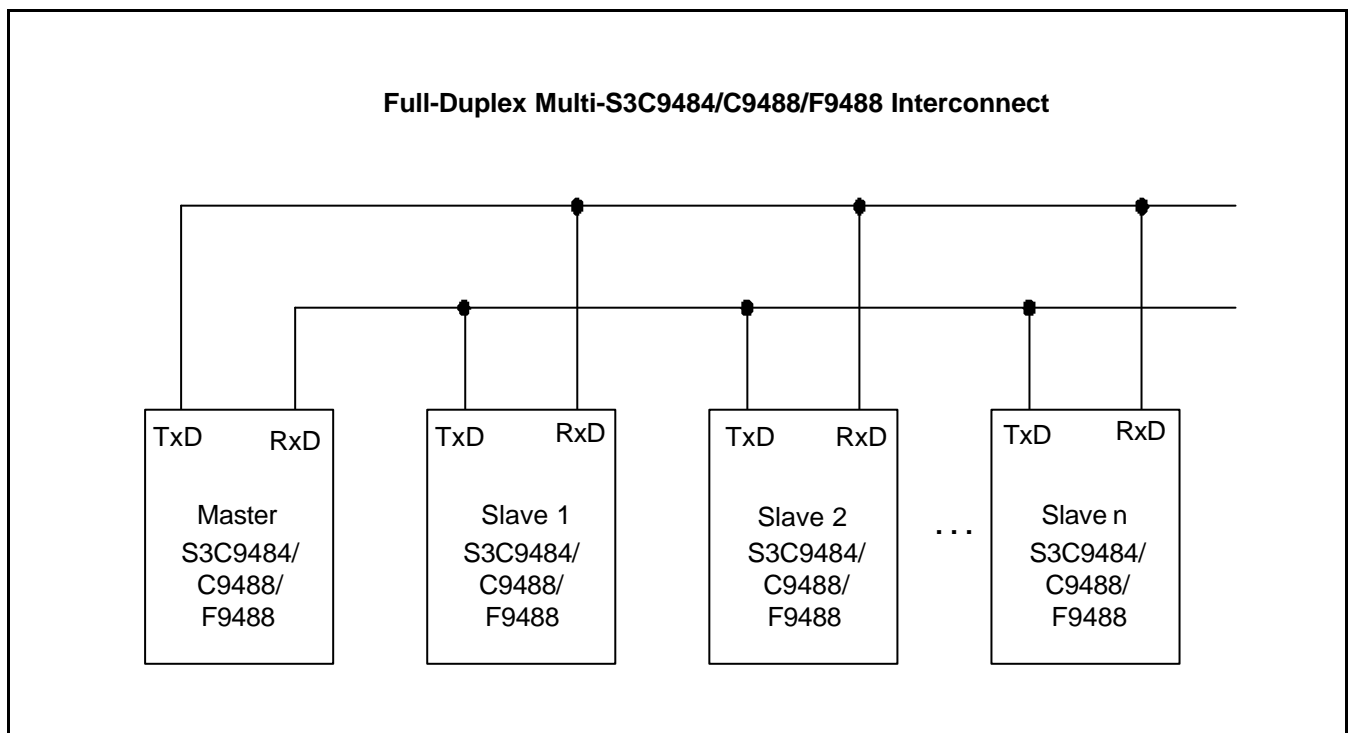 Full-Duplex Multi-S3C9484/C9488/F9488 Interconnect
TxD RxD
Master
S3C9484/
C9488/
F9488
TxD RxD
Slave 1
S3C9484/
C9488/
F9488
TxD RxD
Slave 2
S3C9484/
C9488/
F9488
. . .
TxD RxD
Slave n
S3C9484/
C9488/
F9488